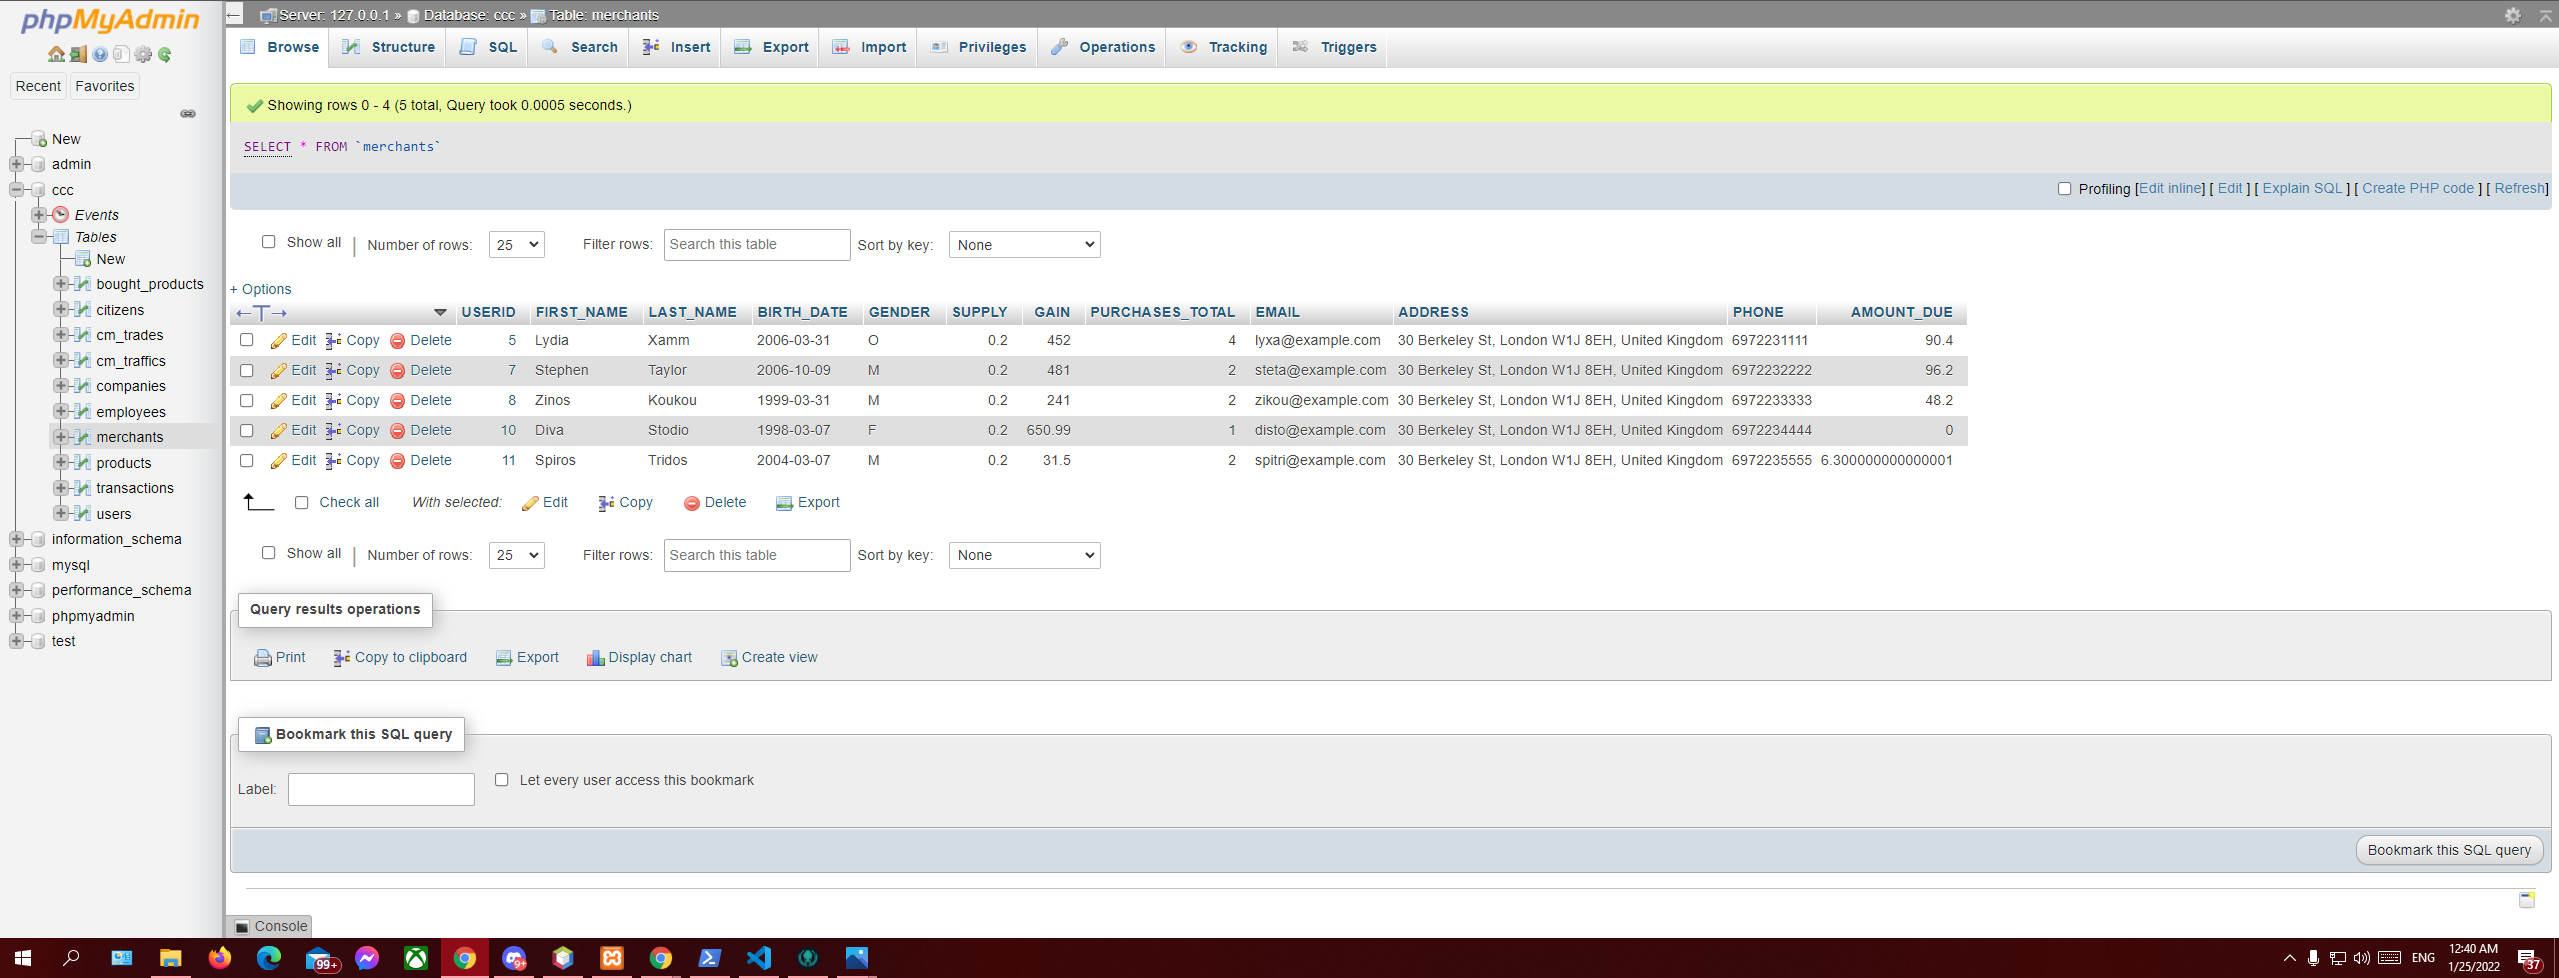 phpMyAdmin
Recent Favorites
New
admin
ccc
Events
Tables
New
bought_products
citizens
cm_trades
cm_traffics
companies
employees
merchants
products
transactions
users
information_schema
mysql
performance_schema
phpmyadmin
test
Server: 127.0.0.1 » Database: ccc » Table: merchants
Browse Structure SQL Search Insert Export Import Privileges Operations Tracking Triggers
Showing rows 0 - 4 (5 total, Query took 0.0005 seconds.)
SELECT * FROM `merchants`
Profiling [Edit inline] [ Edit ] [ Explain SQL ] [ Create PHP code ] [ Refresh]
Show all | Number of rows: 25 Filter rows: Search this table Sort by key: None
+ Options
USERID FIRST_NAME LAST_NAME BIRTH_DATE GENDER SUPPLY GAIN PURCHASES_TOTAL EMAIL ADDRESS PHONE AMOUNT_DUE
Edit Copy Delete 5 Lydia Xamm 2006-03-31 O 0.2 452 4 lyxa@example.com 30 Berkeley St, London W1J 8EH, United Kingdom 6972231111 90.4
Edit Copy Delete 7 Stephen Taylor 2006-10-09 M 0.2 481 2 steta@example.com 30 Berkeley St, London W1J 8EH, United Kingdom 6972232222 96.2
Edit Copy Delete 8 Zinos Koukou 1999-03-31 M 0.2 241 2 zikou@example.com 30 Berkeley St, London W1J 8EH, United Kingdom 6972233333 48.2
Edit Copy Delete 10 Diva Stodio 1998-03-07 F 0.2 650.99 1 disto@example.com 30 Berkeley St, London W1J 8EH, United Kingdom 6972234444 0
Edit Copy Delete 11 Spiros Tridos 2004-03-07 M 0.2 31.5 2 spitri@example.com 30 Berkeley St, London W1J 8EH, United Kingdom 6972235555 6.300000000000001
Check all With selected: Edit Copy Delete Export
Show all | Number of rows: 25 Filter rows: Search this table Sort by key: None
Query results operations
Print Copy to clipboard Export Display chart Create view
Bookmark this SQL query
Label: Let every user access this bookmark
Bookmark this SQL query
Console
99+
9+
ENG
12:40 AM
1/25/2022
37